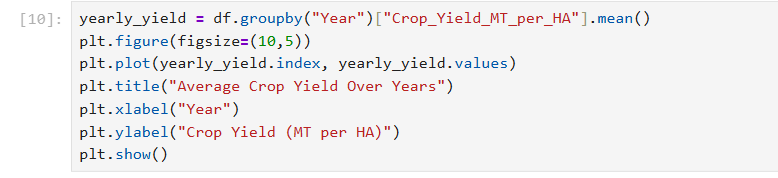 [10]: yearly_yield = df.groupby("Year")["Crop_Yield_MT_per_HA"].mean()
plt.figure(figsize=(10,5))
plt.plot(yearly_yield.index, yearly_yield.values)
plt.title("Average Crop Yield Over Years")
plt.xlabel("Year")
plt.ylabel("Crop Yield (MT per HA)")
plt.show()